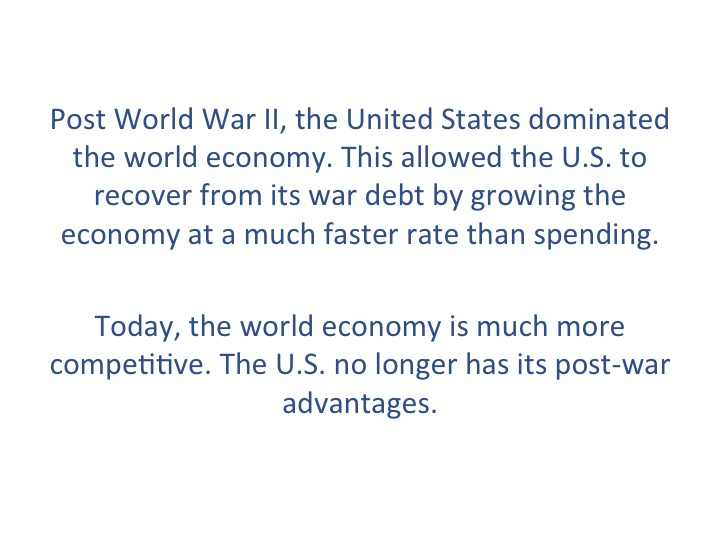 Post World War II, the United States dominated
the world economy. This allowed the U.S. to
recover from its war debt by growing the
economy at a much faster rate than spending.
Today, the world economy is much more
competitive. The U.S. no longer has its post-war
advantages.